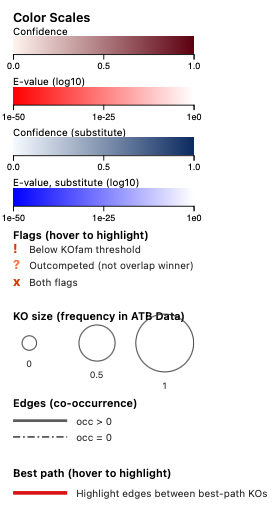 Color Scales
Confidence
0.0 0.5 1.0
E-value (log10)
1e-50 1e-25 1e0
Confidence (substitute)
0.0 0.5 1.0
E-value, substitute (log10)
1e-50 1e-25 1e0
Flags (hover to highlight)
! Below KOfam threshold
? Outcompeted (not overlap winner)
x Both flags
KO size (frequency in ATB Data)
0 0.5 1
Edges (co-occurrence)
occ > 0
occ = 0
Best path (hover to highlight)
Highlight edges between best-path KOs